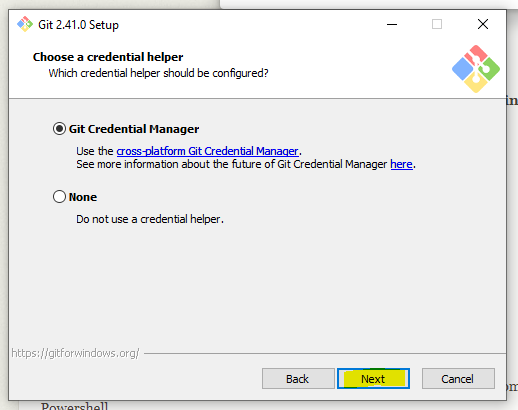 Git 2.41.0 Setup
Choose a credential helper
Which credential helper should be configured?
in
Git Credential Manager
Use the cross-platform Git Credential Manager.
See more information about the future of Git Credential Manager here.
None
Do not use a credential helper.
https://gitforwindows.org/
Back
Next
Cancel
om
Powershell